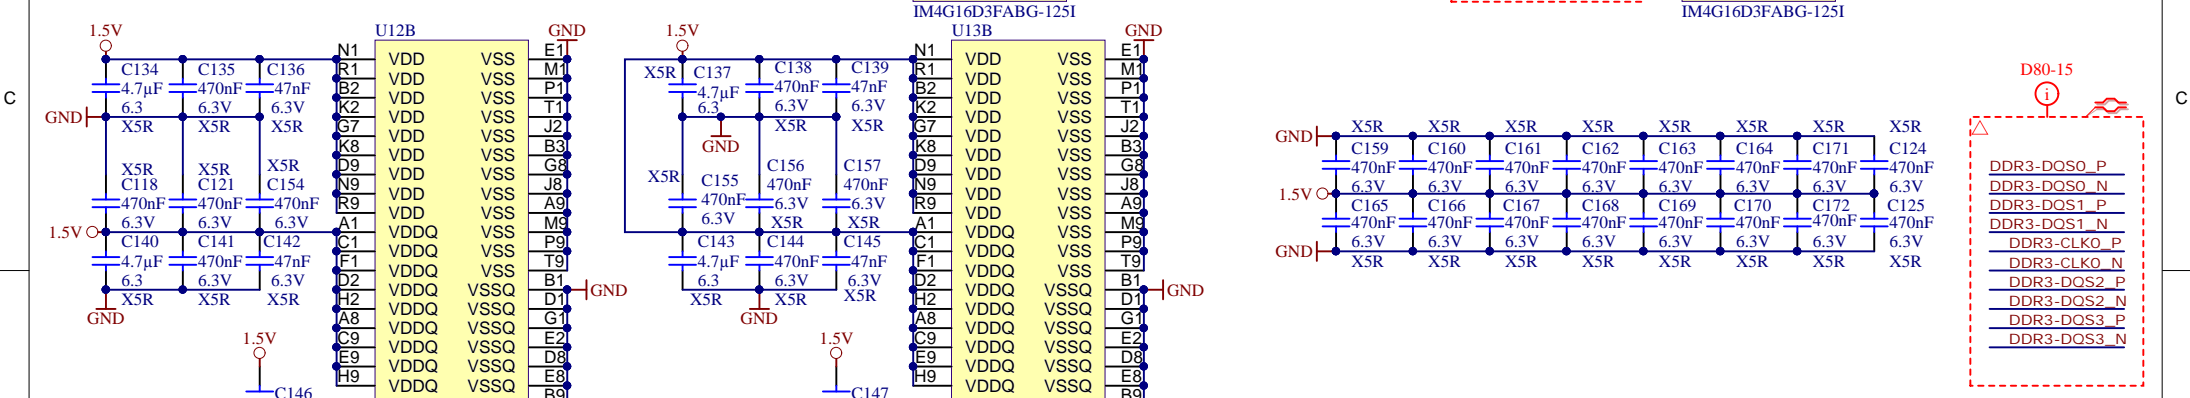 IM4G16D3FABG-125I
IM4G16D3FABG-125I
C
C
1.5V
U12B
GND
C134
4.7µF
6.3
X5R
C135
470nF
6.3V
X5R
C136
47nF
6.3V
X5R
GND
X5R
C118
470nF
6.3V
X5R
C121
470nF
6.3V
X5R
C154
470nF
6.3V
1.5V
C140
4.7µF
6.3
X5R
C141
470nF
6.3V
X5R
C142
47nF
6.3V
X5R
GND
1.5V
C146
N1 VDD VSS E1
R1 VDD VSS M1
B2 VDD VSS P1
K2 VDD VSS T1
G7 VDD VSS J2
K8 VDD VSS B3
D9 VDD VSS G8
N9 VDD VSS J8
R9 VDD VSS A9
A1 VDDQ VSS M9
C1 VDDQ VSS P9
F1 VDDQ VSS T9
D2 VDDQ VSSQ B1 GND
H2 VDDQ VSSQ D1
A8 VDDQ VSSQ G1
C9 VDDQ VSSQ E2
E9 VDDQ VSSQ D8
H9 VDDQ VSSQ E8
B9
1.5V
U13B
GND
X5R
C137
4.7µF
6.3
C138
470nF
6.3V
X5R
C139
47nF
6.3V
X5R
GND
X5R
C155
470nF
6.3V
C156
470nF
6.3V
X5R
C157
470nF
6.3V
X5R
C143
4.7µF
6.3
X5R
C144
470nF
6.3V
X5R
C145
47nF
6.3V
X5R
GND
1.5V
C147
N1 VDD VSS E1
R1 VDD VSS M1
B2 VDD VSS P1
K2 VDD VSS T1
G7 VDD VSS J2
K8 VDD VSS B3
D9 VDD VSS G8
N9 VDD VSS J8
R9 VDD VSS A9
A1 VDDQ VSS M9
C1 VDDQ VSS P9
F1 VDDQ VSS T9
D2 VDDQ VSSQ B1 GND
H2 VDDQ VSSQ D1
A8 VDDQ VSSQ G1
C9 VDDQ VSSQ E2
E9 VDDQ VSSQ D8
H9 VDDQ VSSQ E8
B9
X5R X5R X5R X5R X5R X5R X5R X5R
GND
C159 C160 C161 C162 C163 C164 C171 C124
470nF 470nF 470nF 470nF 470nF 470nF 470nF 470nF
6.3V 6.3V 6.3V 6.3V 6.3V 6.3V 6.3V 6.3V
1.5V
C165 C166 C167 C168 C169 C170 C172 C125
470nF 470nF 470nF 470nF 470nF 470nF 470nF 470nF
6.3V 6.3V 6.3V 6.3V 6.3V 6.3V 6.3V 6.3V
GND
X5R X5R X5R X5R X5R X5R X5R X5R
D80-15
i
DDR3-DQS0_P
DDR3-DQS0_N
DDR3-DQS1_P
DDR3-DQS1_N
DDR3-CLK0_P
DDR3-CLK0_N
DDR3-DQS2_P
DDR3-DQS2_N
DDR3-DQS3_P
DDR3-DQS3_N